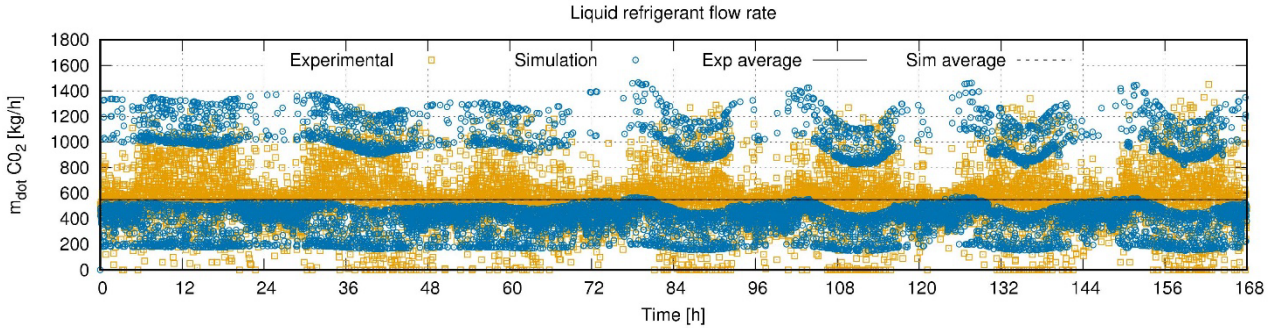 Liquid refrigerant flow rate
1800
1600
1400
1200
1000
800
600
400
200
0
m_dot C0₂ [kg/h]
Experimental
Simulation
Exp average
Sim average
0 12 24 36 48 60 72 84 96 108 120 132 144 156 168
Time [h]